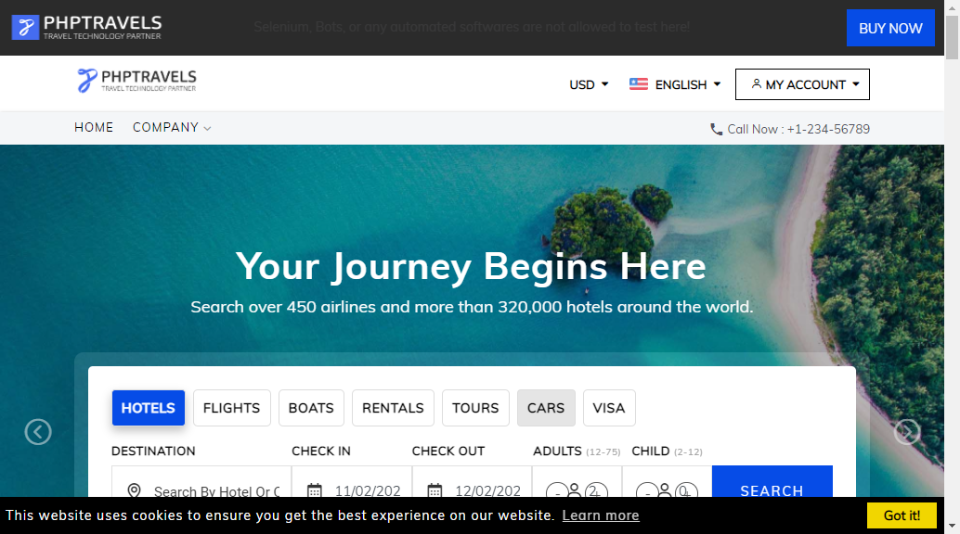 PHPTRAVELS
TRAVEL TECHNOLOGY PARTNER
Selenium, Bots, or any automated softwares are not allowed to test here!
BUY NOW
PHPTRAVELS
TRAVEL TECHNOLOGY PARTNER
USD
ENGLISH
MY ACCOUNT
HOME COMPANY
Call Now : +1-234-56789
Your Journey Begins Here
Search over 450 airlines and more than 320,000 hotels around the world.
HOTELS FLIGHTS BOATS RENTALS TOURS CARS VISA
DESTINATION CHECK IN CHECK OUT ADULTS (12-75) CHILD (2-12)
Search By Hotel Or C 11/02/202 12/02/202 - 2 - 0 SEARCH
This website uses cookies to ensure you get the best experience on our website. Learn more
Got it!